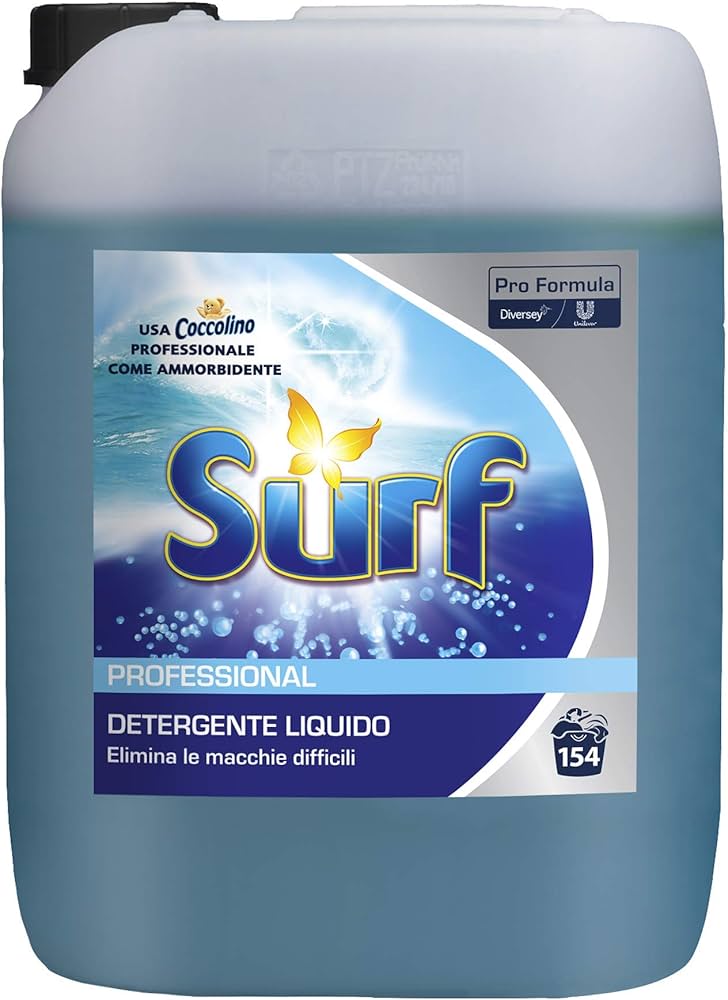 USA Coccolino
PROFESSIONALE
COME AMMORBIDENTE
Pro Formula
Diversey
Unilever
Surf
PROFESSIONAL
DETERGENTE LIQUIDO
Elimina le macchie difficili
154